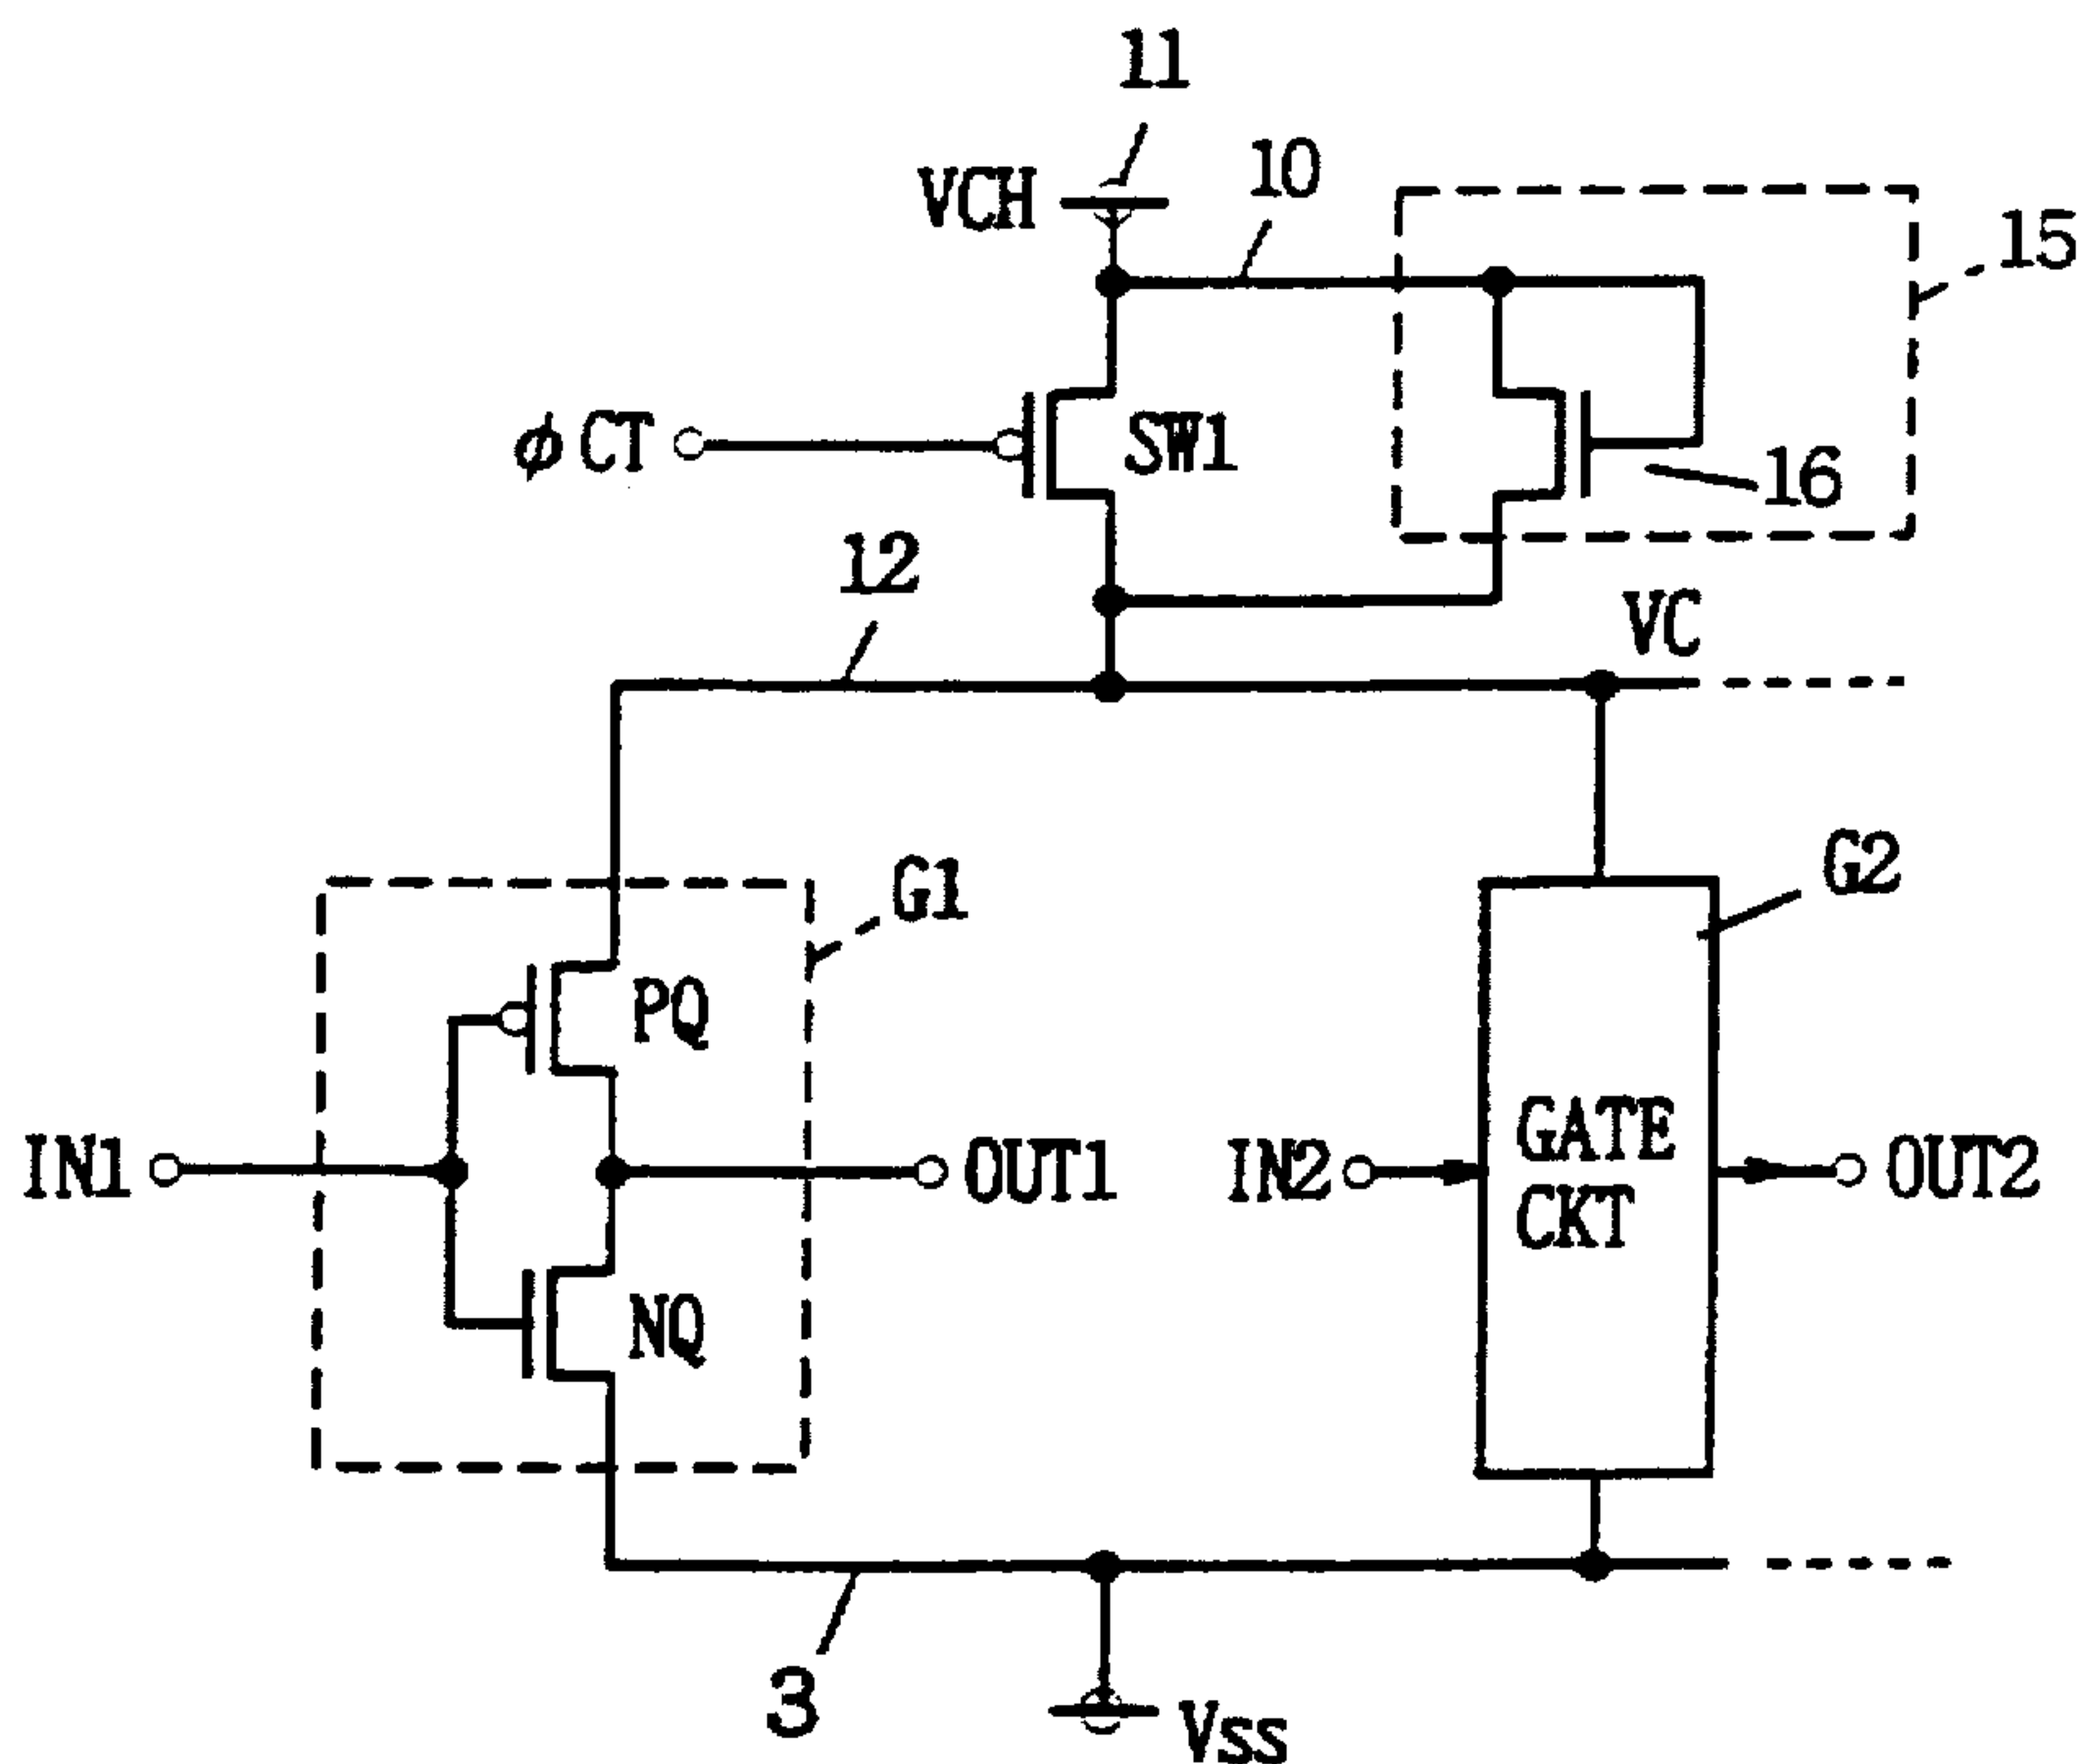 11
VCH
10
15
φCT
SW1
16
12
VC
G1
G2
PQ
IN1
OUT1
IN2
GATE
CKT
OUT2
NQ
3
VSS